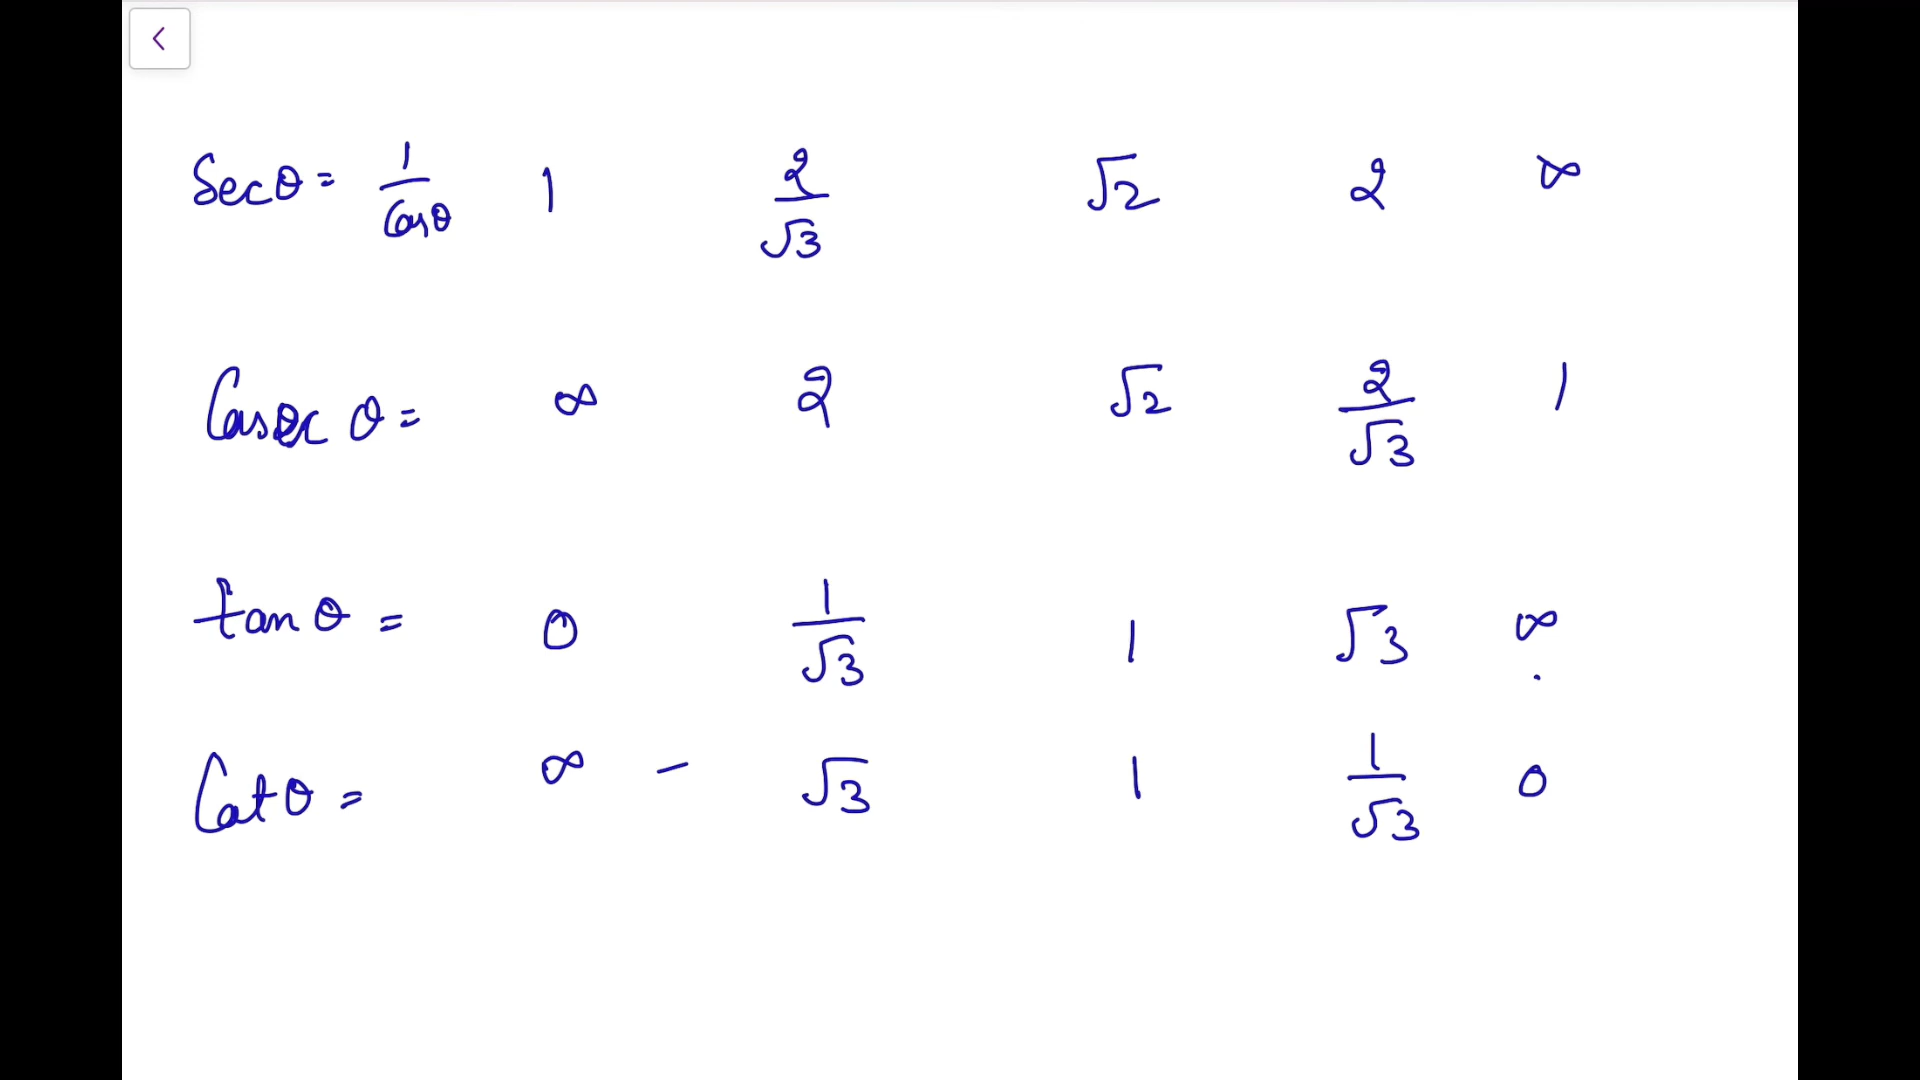 Secθ = 1/Cosθ 1 2/√3 √2 2 ∞
Cosec θ = ∞ 2 √2 2/√3 1
tan θ = 0 1/√3 1 √3 ∞
Cot θ = ∞ – √3 1 1/√3 0